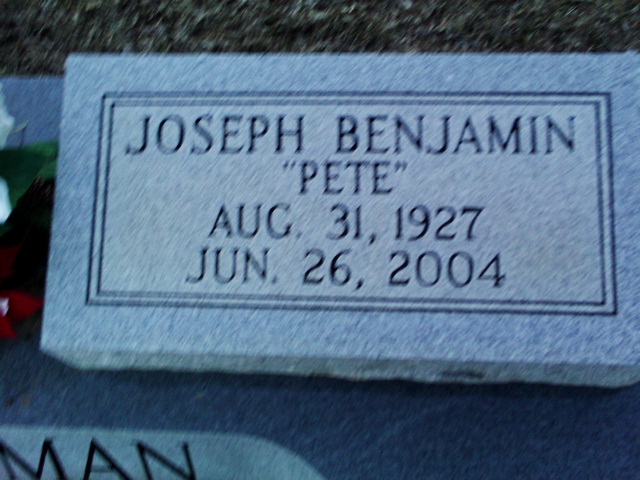 JOSEPH BENJAMIN
"PETE"
AUG. 31, 1927
JUN. 26, 2004